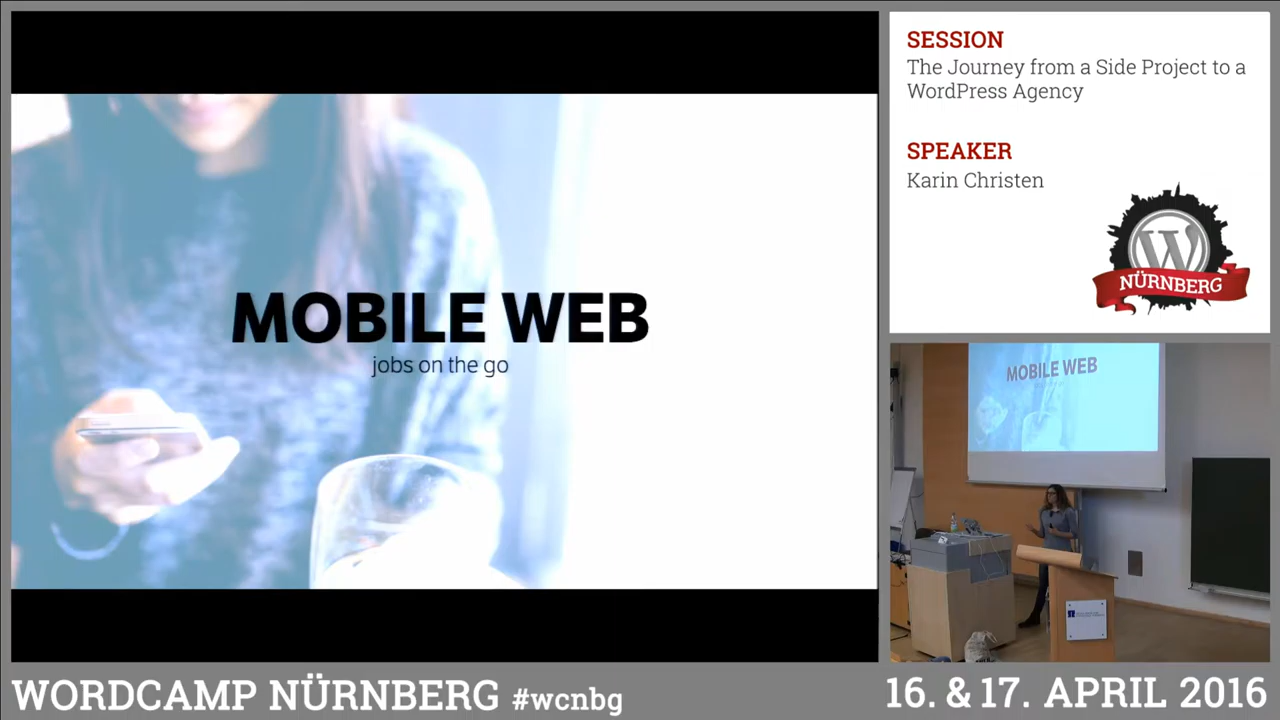 MOBILE WEB
jobs on the go
SESSION
The Journey from a Side Project to a
WordPress Agency
SPEAKER
Karin Christen
W
NÜRNBERG
MOBILE WEB
WORDCAMP NÜRNBERG #wcnbg
16. & 17. APRIL 2016